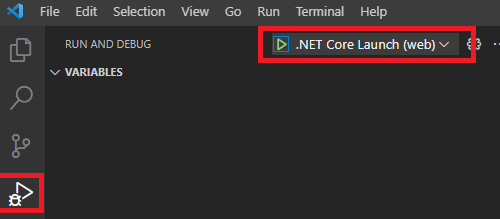 File Edit Selection View Go Run Terminal Help
RUN AND DEBUG .NET Core Launch (web)
VARIABLES